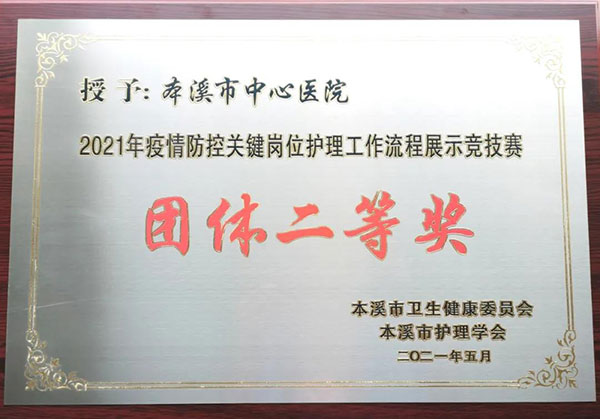 授予:本溪市中心医院
2021年疫情防控关键岗位护理工作流程展示竞技赛
团体二等奖
本溪市卫生健康委员会
本溪市护理学会
二〇二一年五月